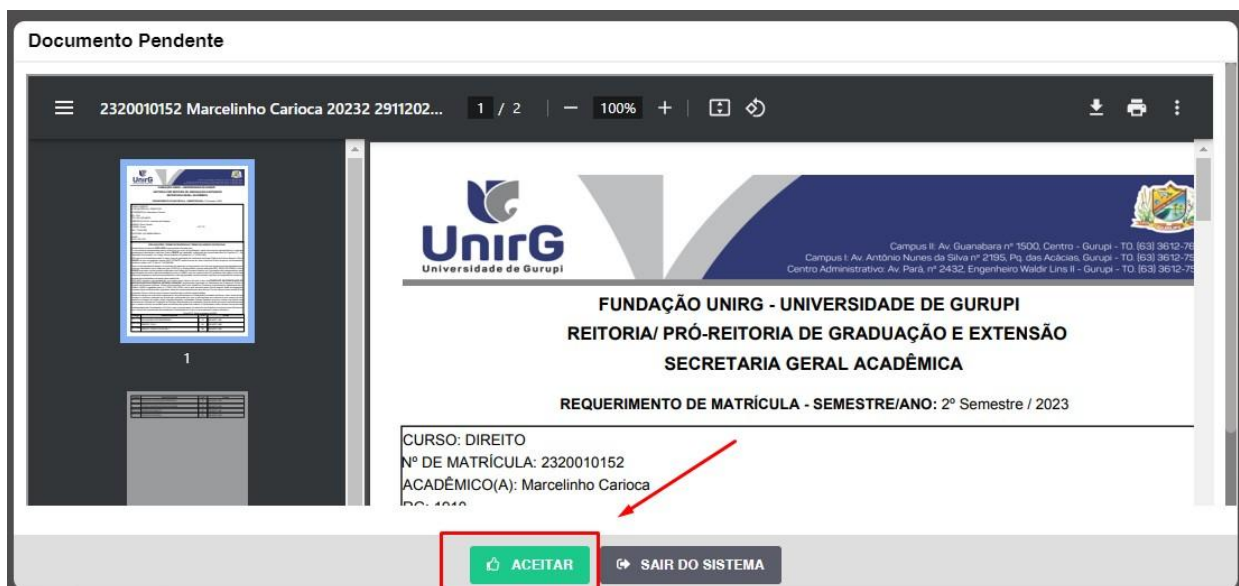 Documento Pendente
2320010152 Marcelinho Carioca 20232 2911202... 1 / 2 100%
UnirG
Universidade de Gurupi
Campus II: Av. Guanabara nº 1500, Centro - Gurupi - TO. (63) 3612-76
Campus I: Av. Antônio Nunes da Silva nº 2195, Pq. das Acácias, Gurupi - TO. (63) 3612-75
Centro Administrativo: Av. Pará, nº 2432, Engenheiro Waldir Lins II - Gurupi - TO. (63) 3612-75
FUNDAÇÃO UNIRG - UNIVERSIDADE DE GURUPI
REITORIA/ PRÓ-REITORIA DE GRADUAÇÃO E EXTENSÃO
SECRETARIA GERAL ACADÊMICA
REQUERIMENTO DE MATRÍCULA - SEMESTRE/ANO: 2º Semestre / 2023
CURSO: DIREITO
Nº DE MATRÍCULA: 2320010152
ACADÊMICO(A): Marcelinho Carioca
UnirG
1
ACEITAR
SAIR DO SISTEMA